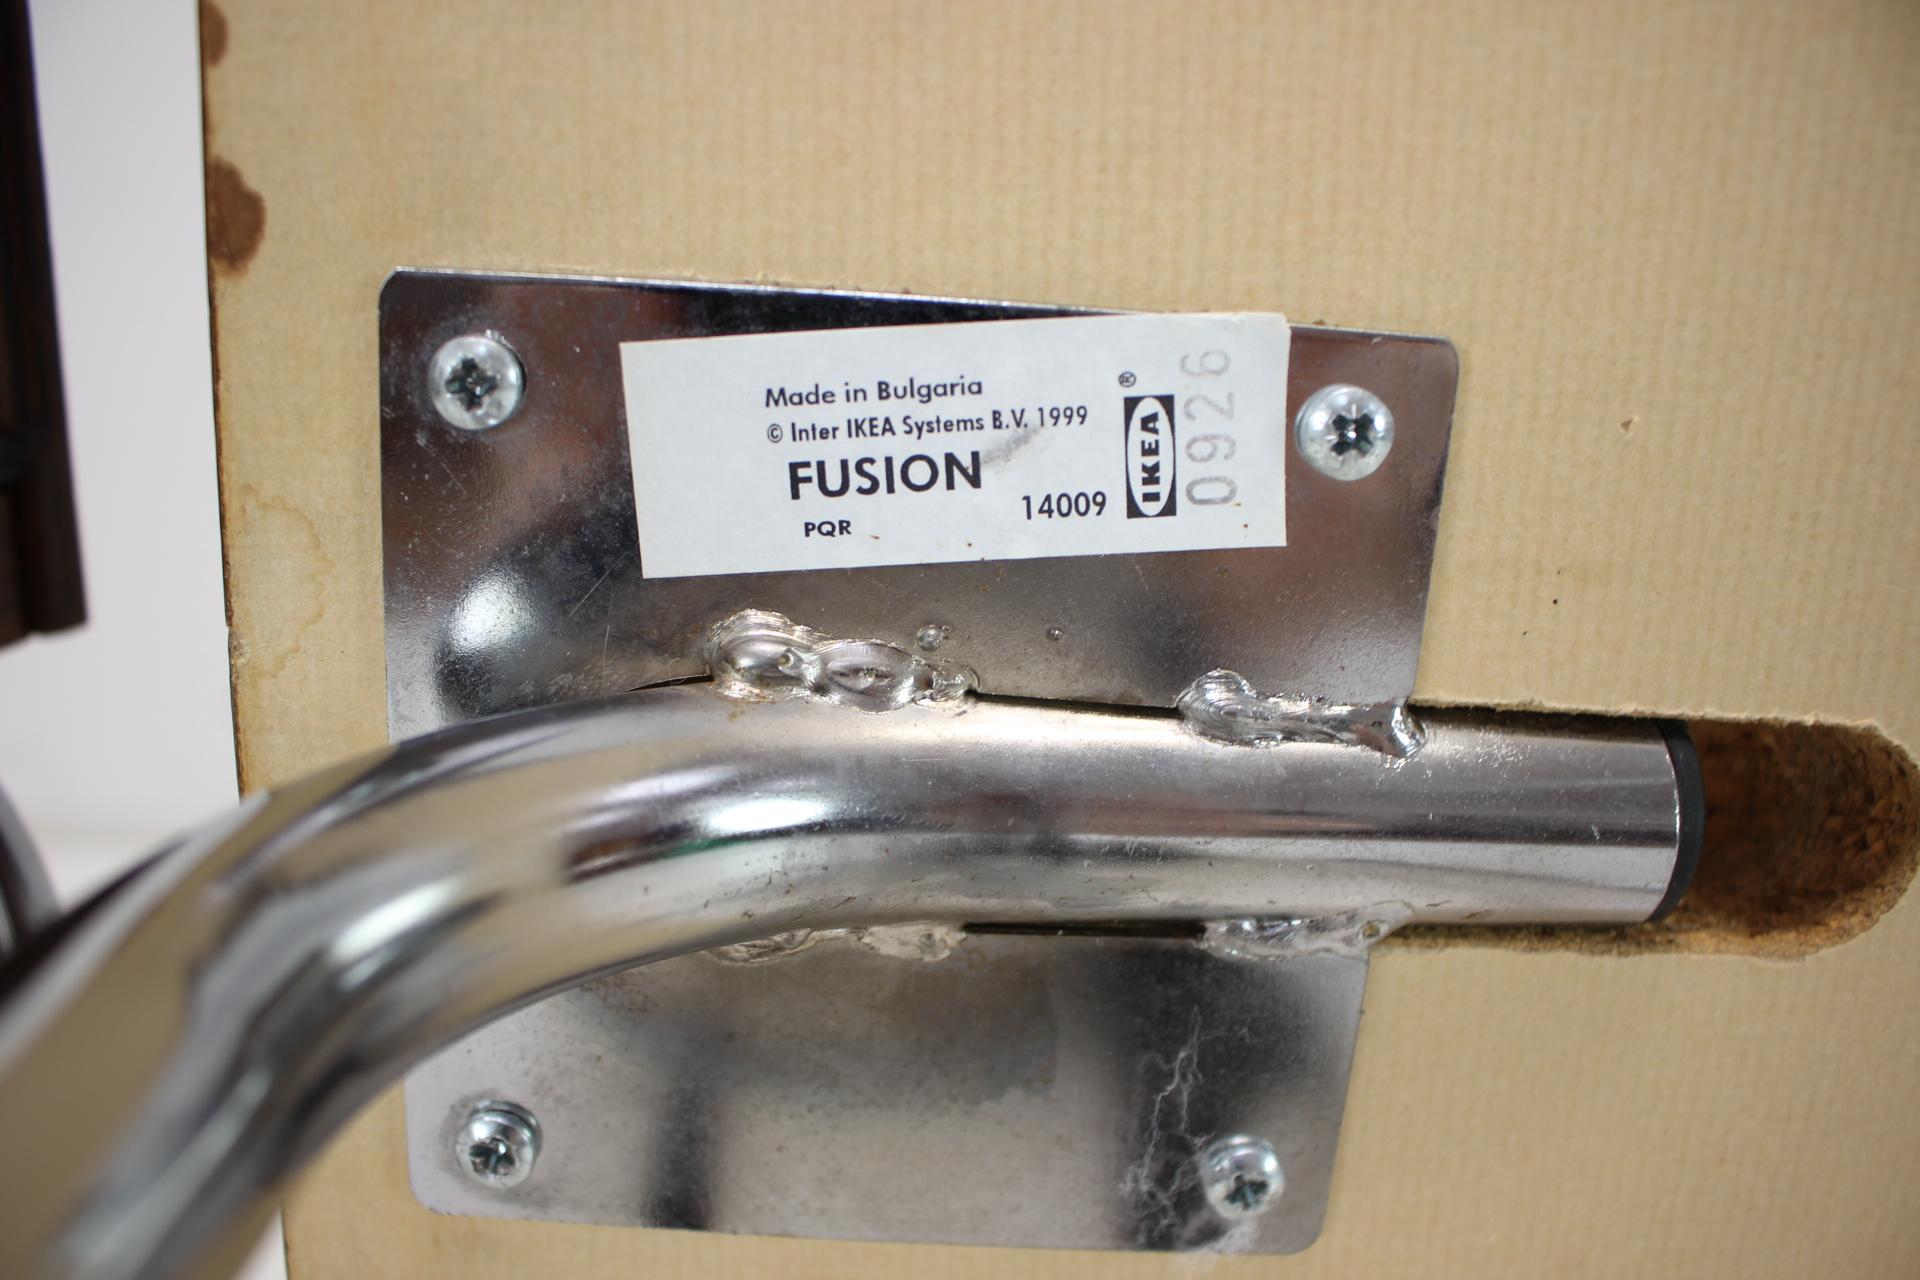 Made in Bulgaria
© Inter IKEA Systems B.V. 1999
FUSION
PQR
14009
IKEA®
0926